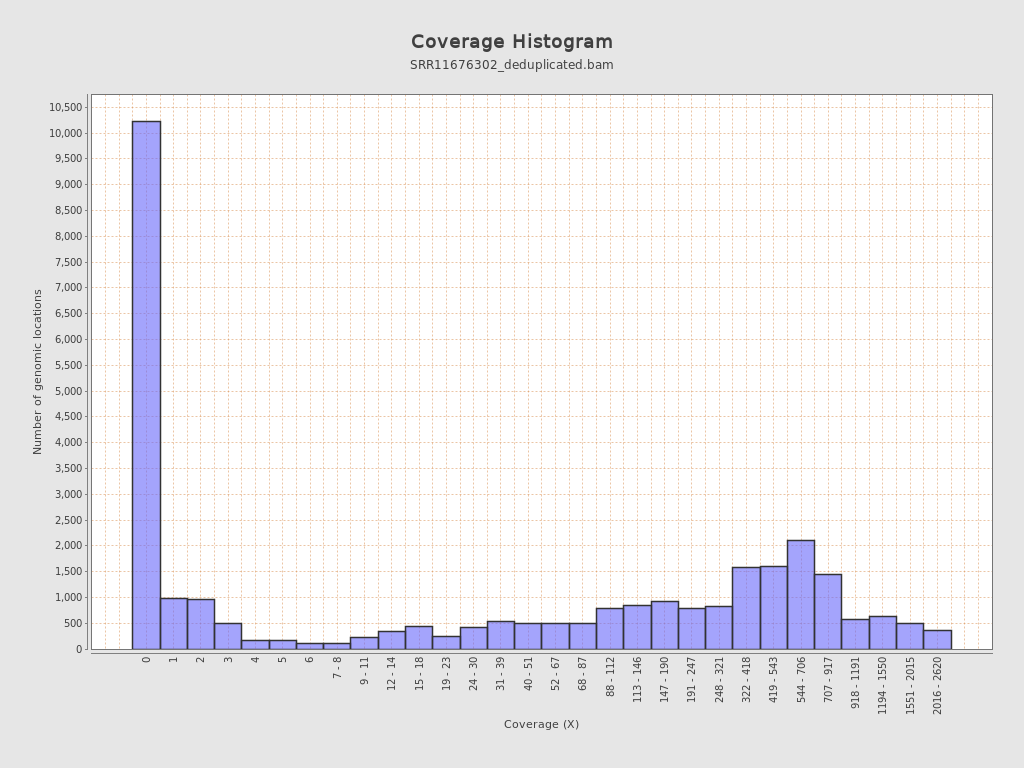 Coverage Histogram
SRR11676302_deduplicated.bam
10,500
10,000
9,500
9,000
8,500
8,000
7,500
7,000
6,500
6,000
5,500
5,000
4,500
4,000
3,500
3,000
2,500
2,000
1,500
1,000
500
0
Number of genomic locations
0
1
2
3
4
5
6
7 - 8
9 - 11
12 - 14
15 - 18
19 - 23
24 - 30
31 - 39
40 - 51
52 - 67
68 - 87
88 - 112
113 - 146
147 - 190
191 - 247
248 - 321
322 - 418
419 - 543
544 - 706
707 - 917
918 - 1191
1194 - 1550
1551 - 2015
2016 - 2620
Coverage (X)